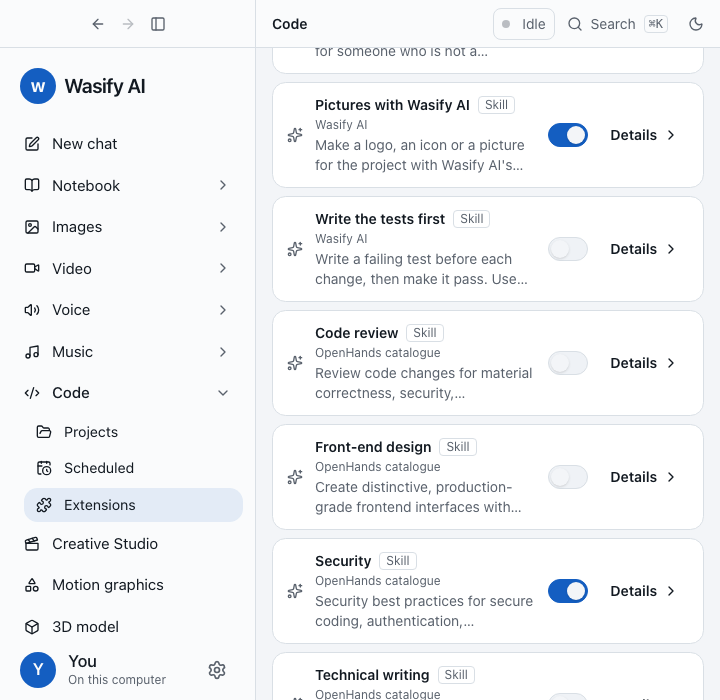 Code
Idle
Search
⌘K
w
Wasify AI
New chat
Notebook
Images
Video
Voice
Music
Code
Projects
Scheduled
Extensions
Creative Studio
Motion graphics
3D model
Y
You
On this computer
for someone who is not a...
Pictures with Wasify AI Skill
Wasify AI
Make a logo, an icon or a picture
for the project with Wasify AI's...
Details
Write the tests first Skill
Wasify AI
Write a failing test before each
change, then make it pass. Use...
Details
Code review Skill
OpenHands catalogue
Review code changes for material
correctness, security,...
Details
Front-end design Skill
OpenHands catalogue
Create distinctive, production-
grade frontend interfaces with...
Details
Security Skill
OpenHands catalogue
Security best practices for secure
coding, authentication,...
Details
Technical writing Skill
OpenHands catalogue